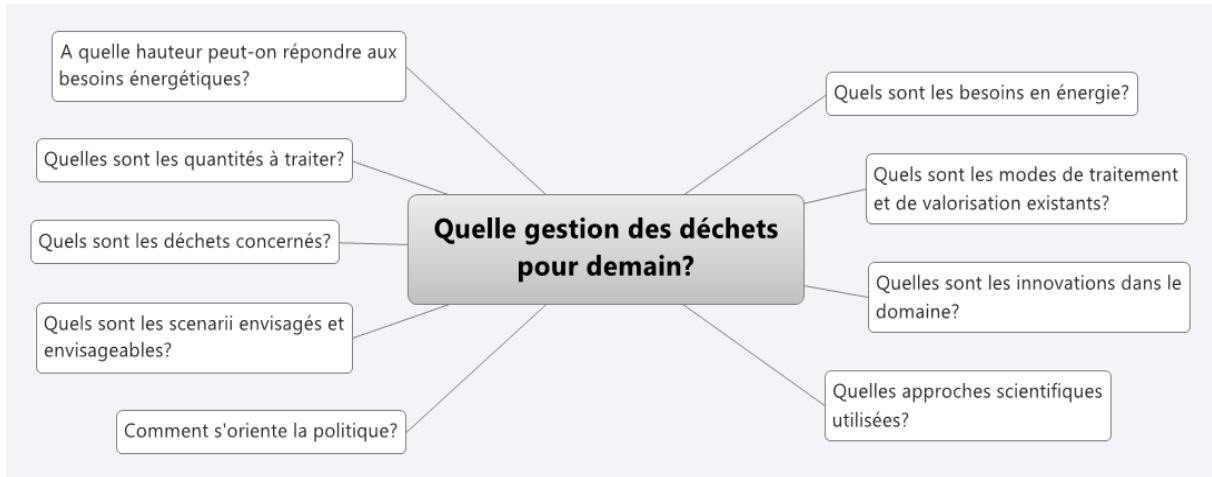 A quelle hauteur peut-on répondre aux
besoins énergétiques?
Quelles sont les quantités à traiter?
Quels sont les déchets concernés?
Quels sont les scenarii envisagés et
envisageables?
Comment s'oriente la politique?
Quelle gestion des déchets
pour demain?
Quels sont les besoins en énergie?
Quels sont les modes de traitement
et de valorisation existants?
Quelles sont les innovations dans le
domaine?
Quelles approches scientifiques
utilisées?